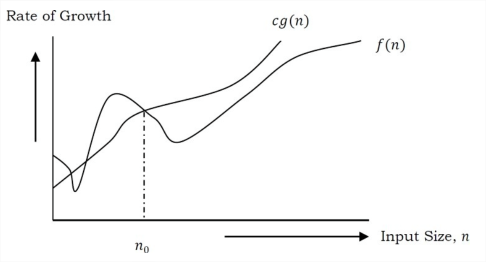 Rate of Growth
cg(n)
f(n)
n₀
Input Size, n